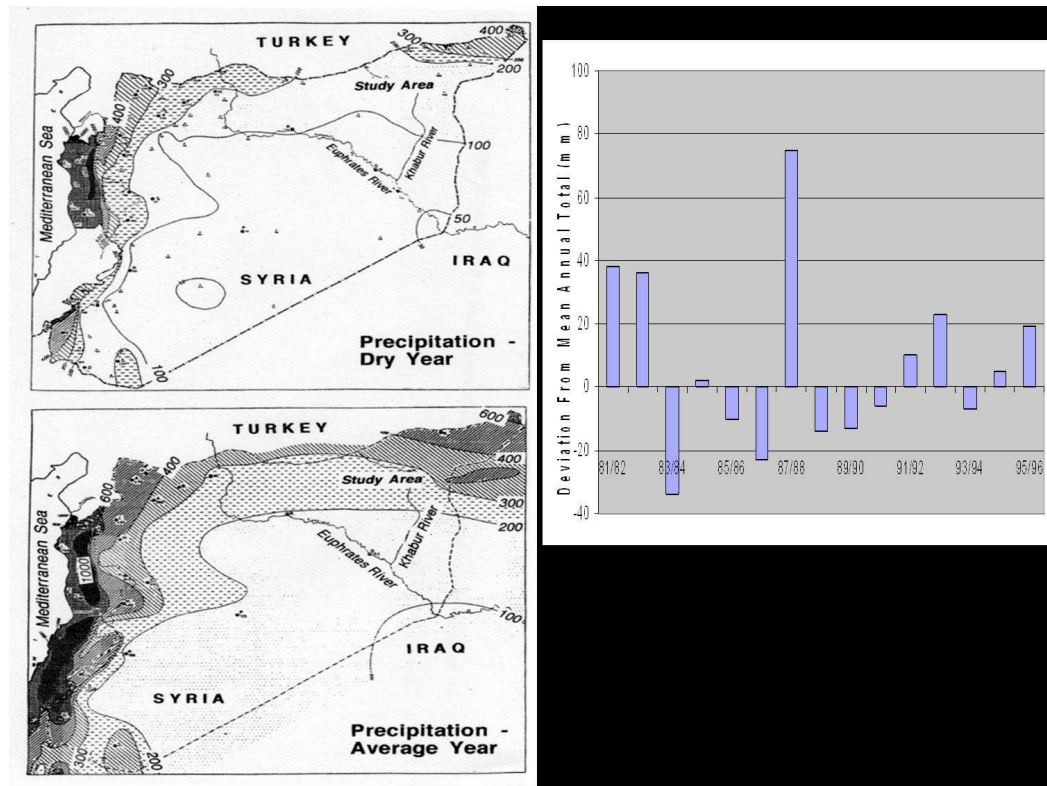 TURKEY
400
300
200
300
400
Study Area
Mediterranean Sea
100
Khabur River
Euphrates River
50
IRAQ
SYRIA
Precipitation -
Dry Year
100
600
TURKEY
400
600
400
Study Area
300
200
Mediterranean Sea
1000
Khabur River
Euphrates River
100
IRAQ
SYRIA
Precipitation -
Average Year
300
200
Deviation From Mean Annual Total (mm)
100
80
60
40
20
0
-20
-40
81/82
83/84
85/66
87/88
89/90
91/92
93/94
95/96